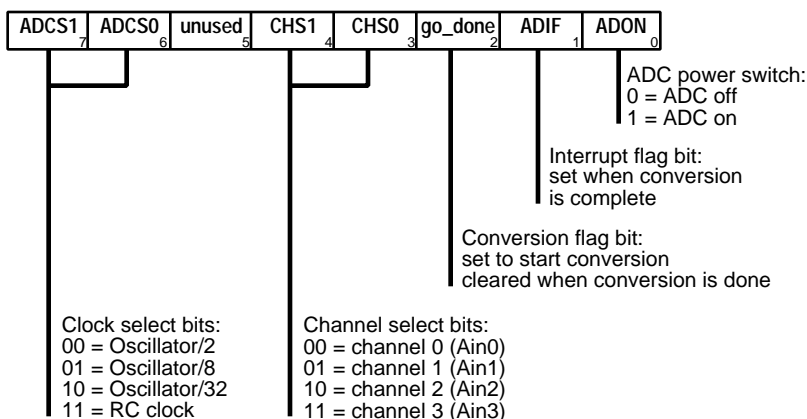 ADCS1 ADCS0 unused CHS1 CHS0 go_done ADIF ADON
7 6 5 4 3 2 1 0
ADC power switch:
0 = ADC off
1 = ADC on
Interrupt flag bit:
set when conversion
is complete
Conversion flag bit:
set to start conversion
cleared when conversion is done
Clock select bits:
00 = Oscillator/2
01 = Oscillator/8
10 = Oscillator/32
11 = RC clock
Channel select bits:
00 = channel 0 (Ain0)
01 = channel 1 (Ain1)
10 = channel 2 (Ain2)
11 = channel 3 (Ain3)